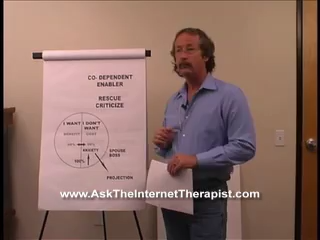 CO- DEPENDENT
ENABLER
RESCUE
CRITICIZE
I WANT I DON'T
WANT
ANXIETY
SPOUSE
BOSS
100%
PROJECTION
www.AskTheInternetTherapist.com